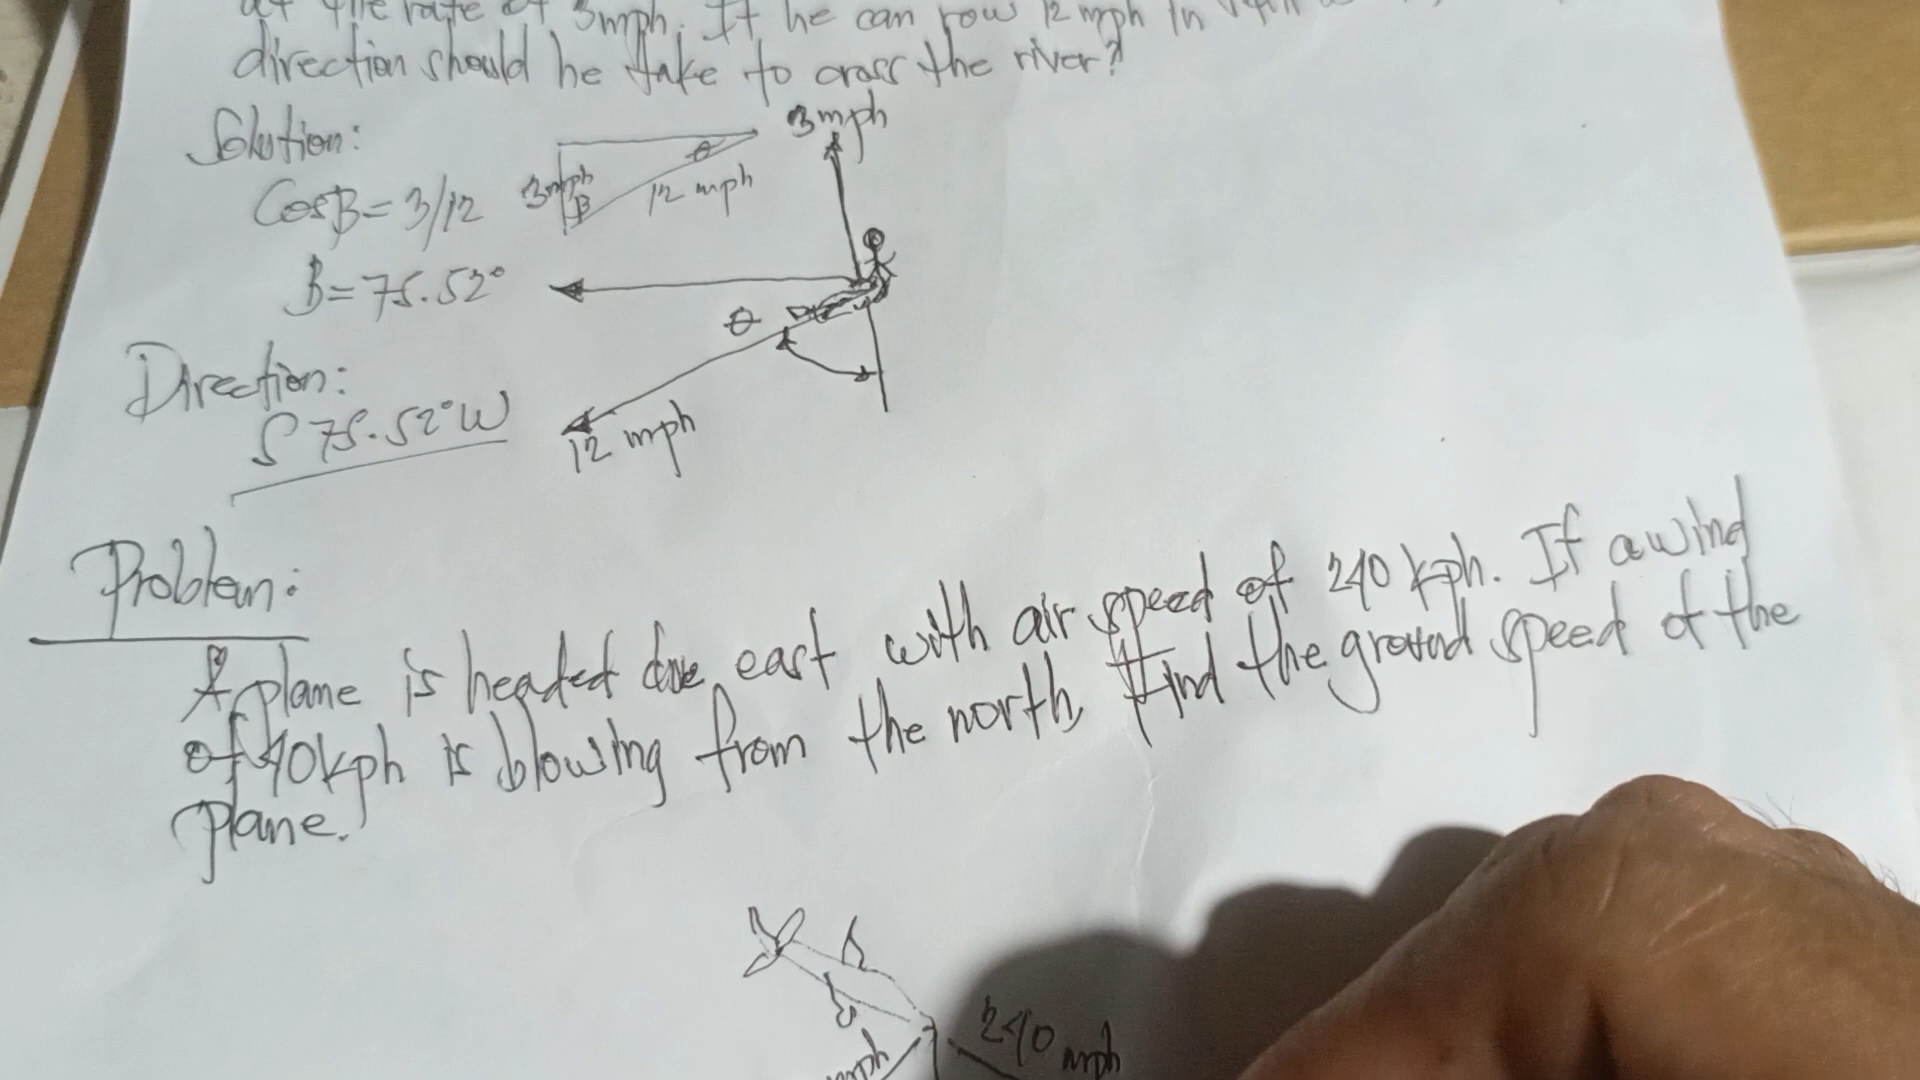 at the rate of 3mph. If he can row 12 mph in
direction should he take to cross the river?
Solution:
3mph
CosB = 3/12
3mph
B
θ
12 mph
B = 75.52°
θ
Direction:
S 75.52° W
12 mph
Problem:
A plane is headed due east with air speed of 240 kph. If a wind
of 40kph is blowing from the north, Find the ground speed of the
plane.
240 mph
mph